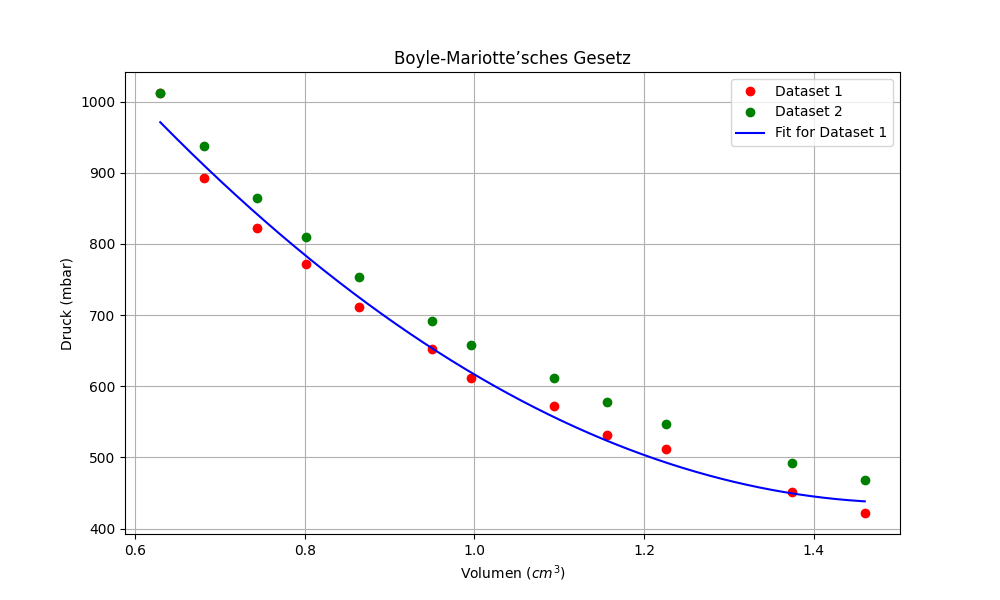 Boyle-Mariotte’sches Gesetz
Dataset 1
Dataset 2
Fit for Dataset 1
1000
900
800
700
600
500
400
Druck (mbar)
0.6 0.8 1.0 1.2 1.4
Volumen (cm³)